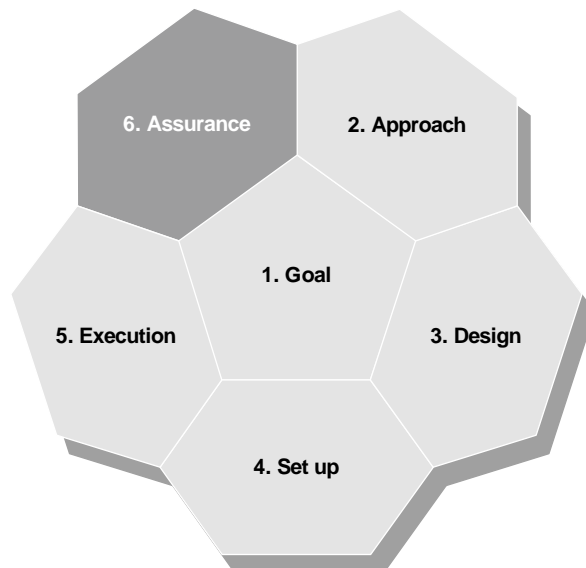 6. Assurance
2. Approach
1. Goal
5. Execution
3. Design
4. Set up